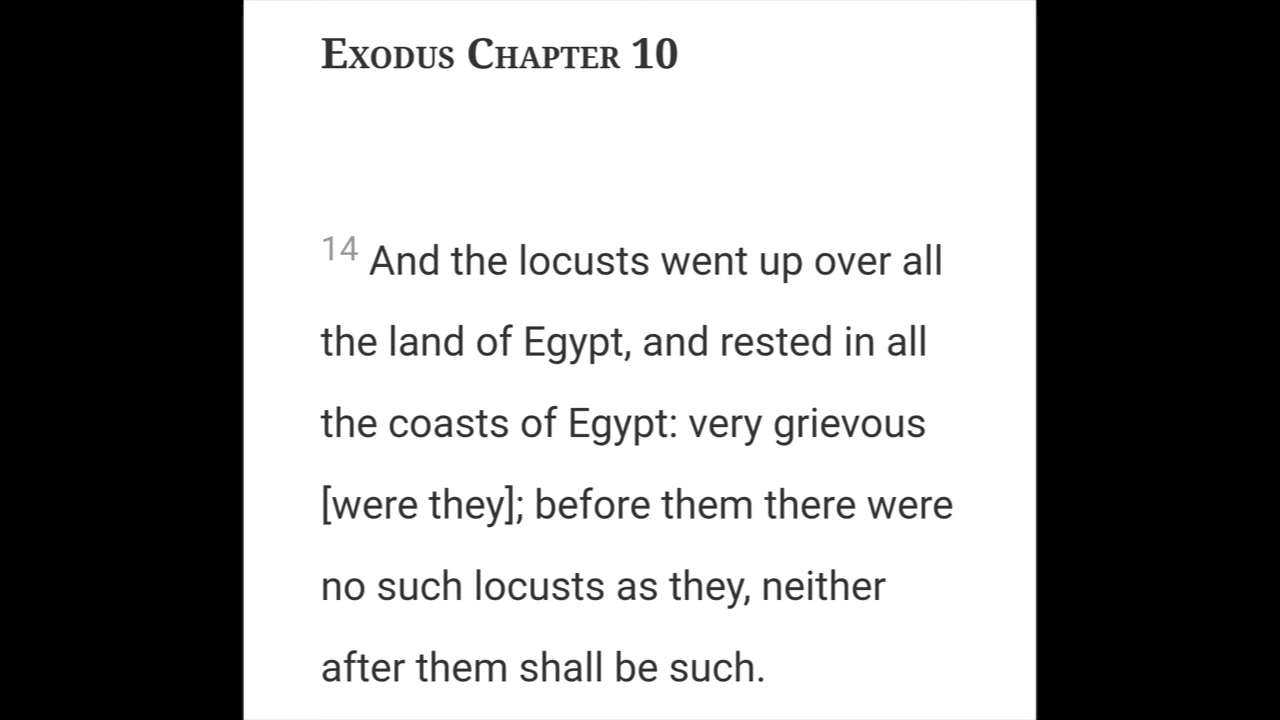 Exodus Chapter 10
14 And the locusts went up over all
the land of Egypt, and rested in all
the coasts of Egypt: very grievous
[were they]; before them there were
no such locusts as they, neither
after them shall be such.